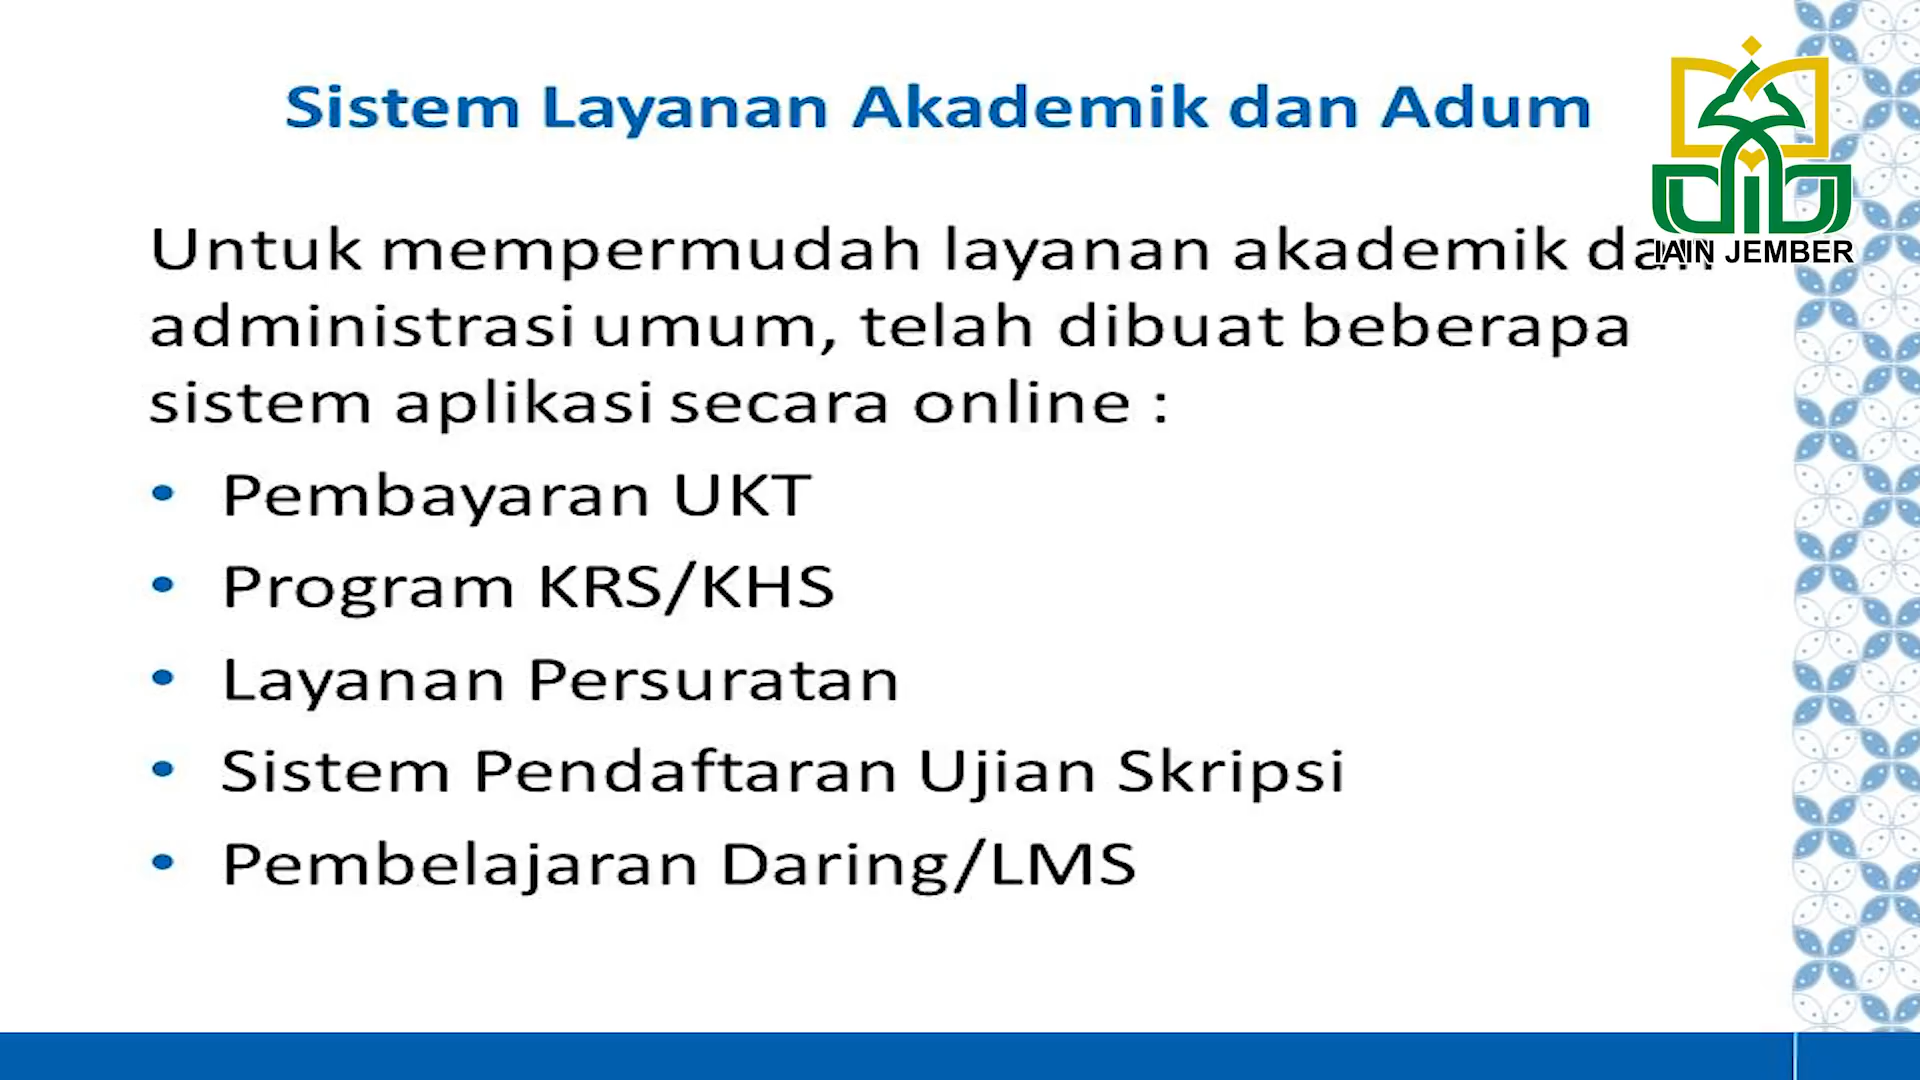 Sistem Layanan Akademik dan Adum
Untuk mempermudah layanan akademik dan
administrasi umum, telah dibuat beberapa
sistem aplikasi secara online :
• Pembayaran UKT
• Program KRS/KHS
• Layanan Persuratan
• Sistem Pendaftaran Ujian Skripsi
• Pembelajaran Daring/LMS
IAIN JEMBER